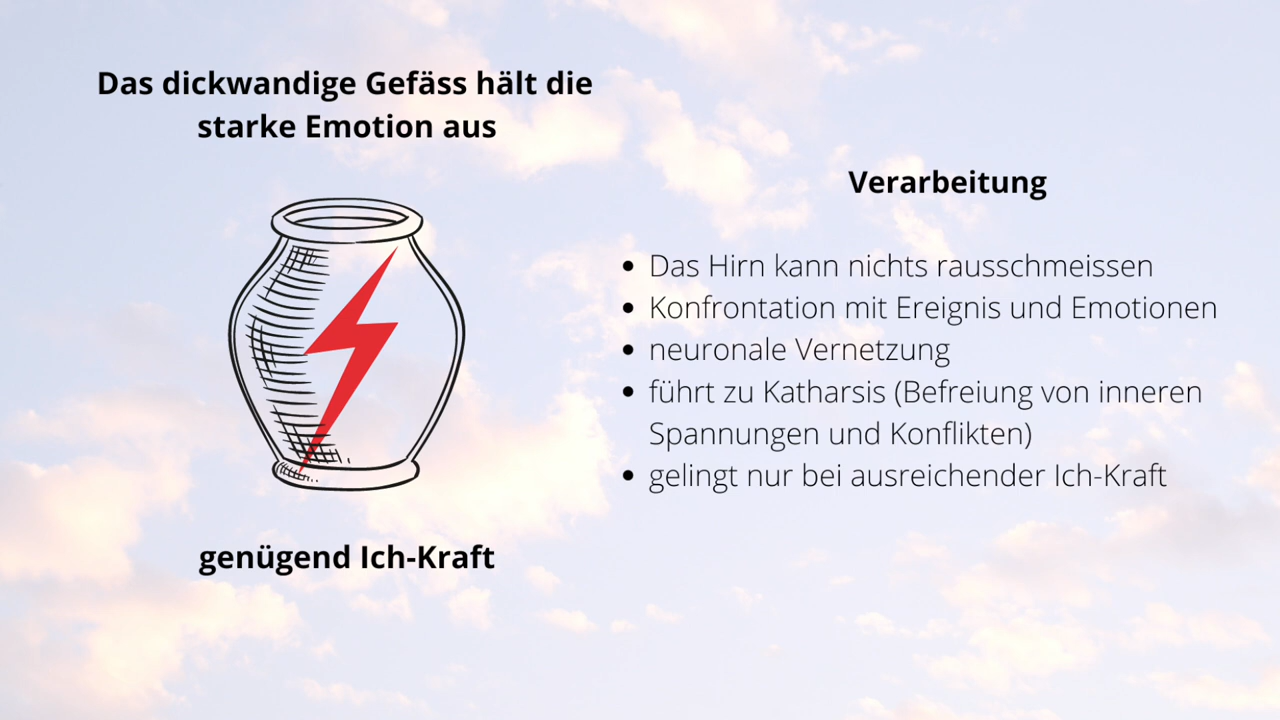 Das dickwandige Gefäss hält die
starke Emotion aus
genügend Ich-Kraft
Verarbeitung
• Das Hirn kann nichts rausschmeissen
• Konfrontation mit Ereignis und Emotionen
• neuronale Vernetzung
• führt zu Katharsis (Befreiung von inneren
Spannungen und Konflikten)
• gelingt nur bei ausreichender Ich-Kraft